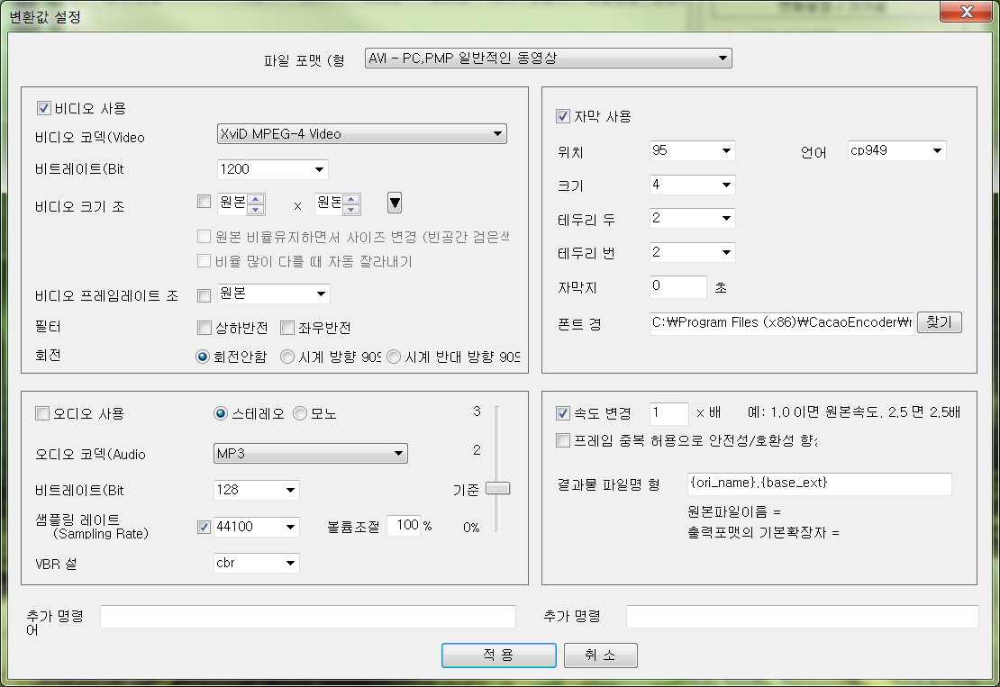 변환값 설정
파일 포맷 (형
AVI - PC,PMP 일반적인 동영상
비디오 사용
비디오 코덱(Video
XviD MPEG-4 Video
비트레이트(Bit
1200
비디오 크기 조
원본 x 원본
원본 비율유지하면서 사이즈 변경 (빈공간 검은색
비율 많이 다를 때 자동 잘라내기
비디오 프레임레이트 조
원본
필터
상하반전 좌우반전
회전
회전안함 시계 방향 90 시계 반대 방향 90
자막 사용
위치 95 언어 cp949
크기 4
테두리 두 2
테두리 번 2
자막지 0 초
폰트 경 C:₩Program Files (x86)₩CacaoEncoder₩ 찾기
오디오 사용 스테레오 모노
오디오 코덱(Audio MP3
비트레이트(Bit 128
샘플링 레이트
(Sampling Rate)
44100
볼륨조절 100 %
VBR 설 cbr
3
2
기준
0%
속도 변경 1 x 배 예: 1.0 이면 원본속도. 2.5 면 2.5배
프레임 중복 허용으로 안전성/호환성 향
결과물 파일명 형 {ori_name}.{base_ext}
원본파일이름 =
출력포맷의 기본확장자 =
추가 명령
어
추가 명령
적 용 취 소